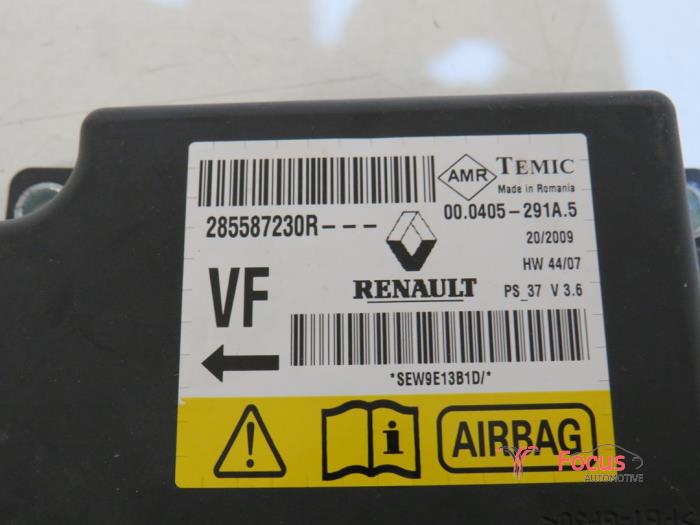 AMR TEMIC
Made in Romania
285587230R---
00.0405-291A.5
20/2009
HW 44/07
VF
RENAULT
PS_37 V 3.6
*SEW9E13B1D/*
i
AIRBAG
Focus
AUTOMOTIVE